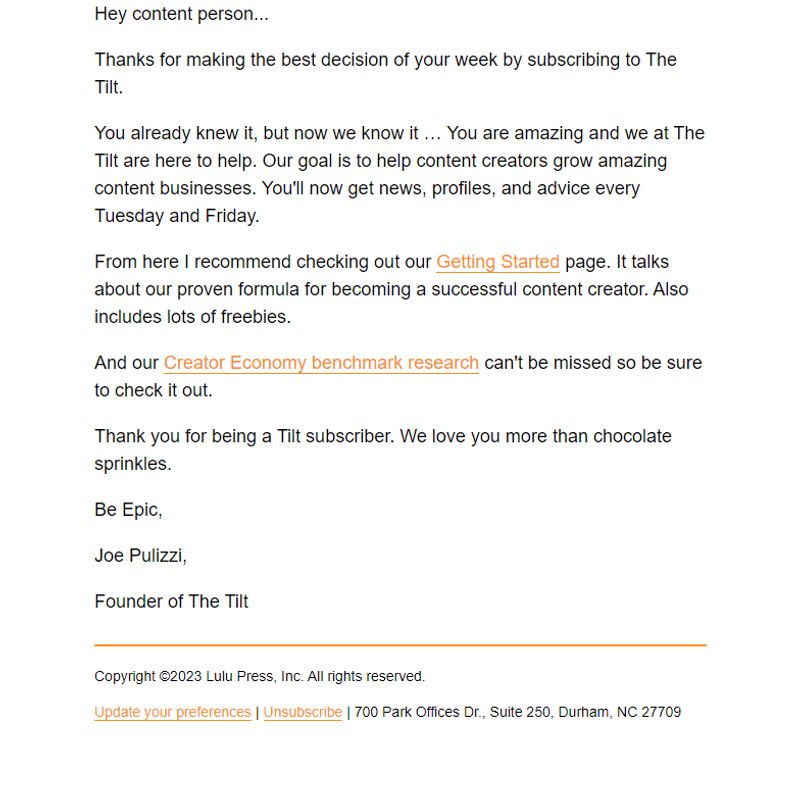 Hey content person...
Thanks for making the best decision of your week by subscribing to The
Tilt.
You already knew it, but now we know it … You are amazing and we at The
Tilt are here to help. Our goal is to help content creators grow amazing
content businesses. You'll now get news, profiles, and advice every
Tuesday and Friday.
From here I recommend checking out our Getting Started page. It talks
about our proven formula for becoming a successful content creator. Also
includes lots of freebies.
And our Creator Economy benchmark research can't be missed so be sure
to check it out.
Thank you for being a Tilt subscriber. We love you more than chocolate
sprinkles.
Be Epic,
Joe Pulizzi,
Founder of The Tilt
Copyright ©2023 Lulu Press, Inc. All rights reserved.
Update your preferences | Unsubscribe | 700 Park Offices Dr., Suite 250, Durham, NC 27709